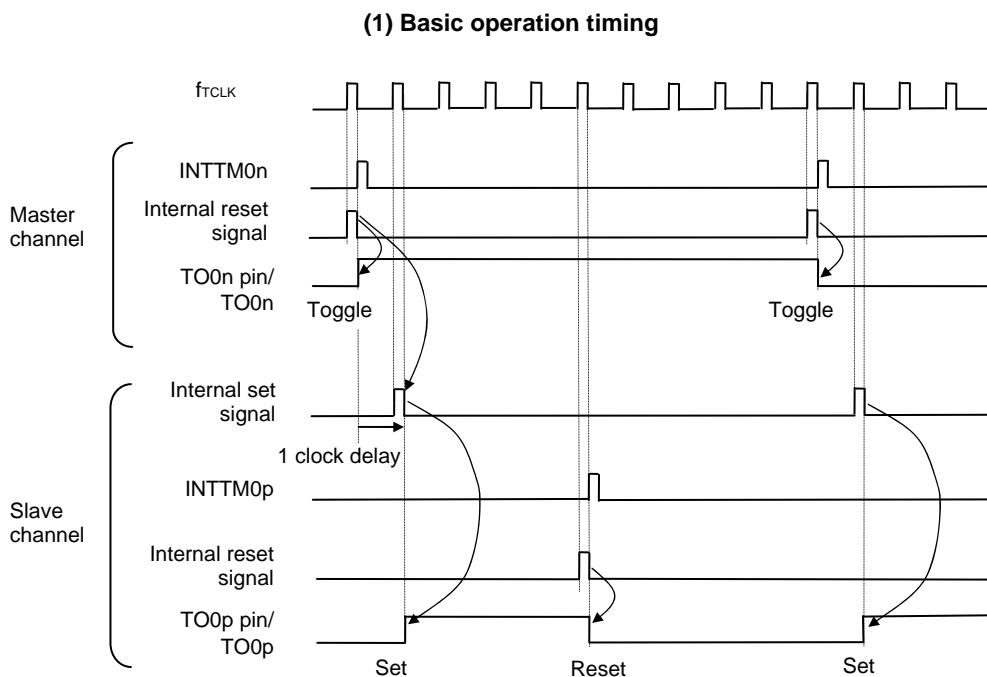 (1) Basic operation timing
fTCLK
Master
channel
INTTM0n
Internal reset
signal
TO0n pin/
TO0n
Toggle
Toggle
Slave
channel
Internal set
signal
1 clock delay
INTTM0p
Internal reset
signal
TO0p pin/
TO0p
Set
Reset
Set